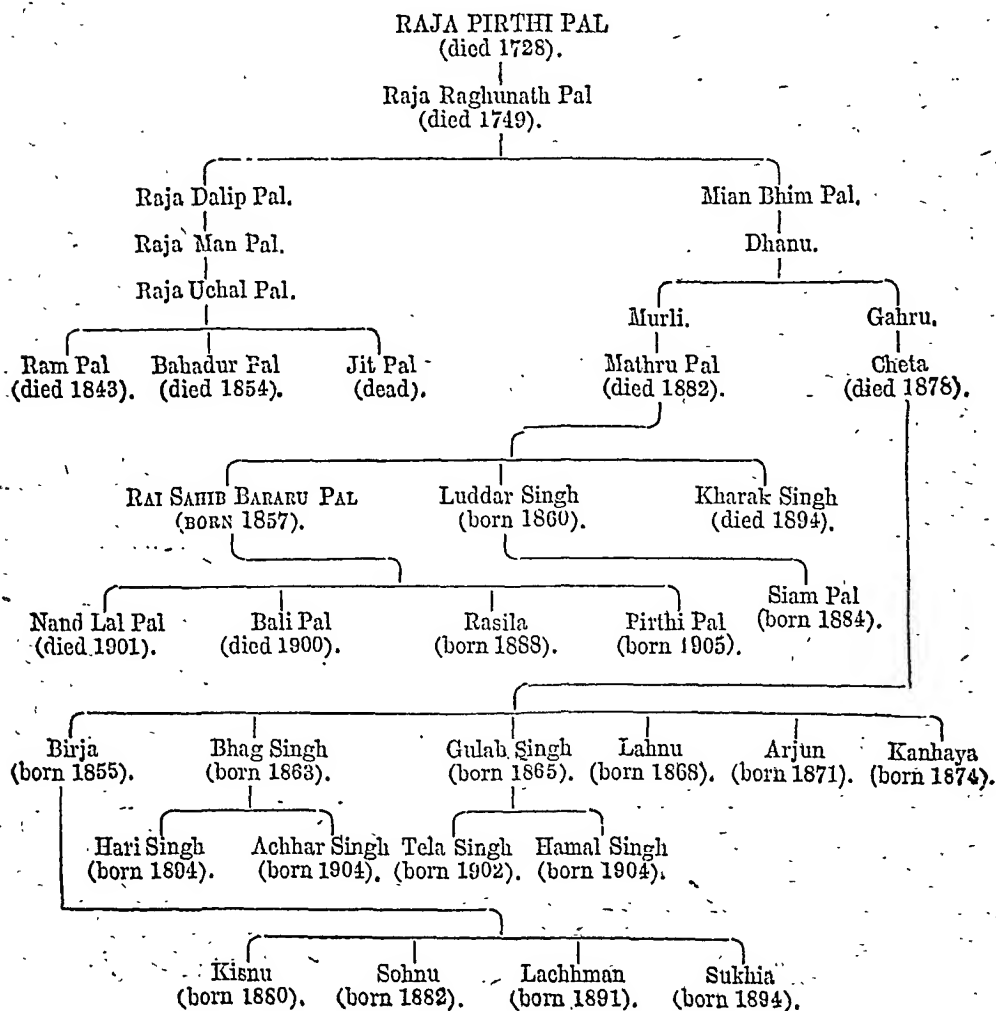 RAJA PIRTHI PAL
(died 1728).
Raja Raghunath Pal
(died 1749).
Raja Dalip Pal. Mian Bhim Pal.
Raja Man Pal. Dhanu.
Raja Uchal Pal.
Murli. Gahru.
Ram Pal Bahadur Pal Jit Pal Mathru Pal Cheta
(died 1843). (died 1854). (dead). (died 1882). (died 1878).
RAI SAHIB BARARU PAL Luddar Singh Kharak Singh
(BORN 1857). (born 1860). (died 1894).
Siam Pal
Nand Lal Pal Bali Pal Rasila Pirthi Pal (born 1884).
(died 1901). (died 1900). (born 1888). (born 1905).
Birja Bhag Singh Gulab Singh Lahnu Arjun Kanhaya
(born 1855). (born 1863). (born 1865). (born 1868). (born 1871). (born 1874).
Hari Singh Achhar Singh Tela Singh Hamal Singh
(born 1894). (born 1904). (born 1902). (born 1904).
Kisnu Sohnu Lachhman Sukhia
(born 1880). (born 1882). (born 1891). (born 1894).